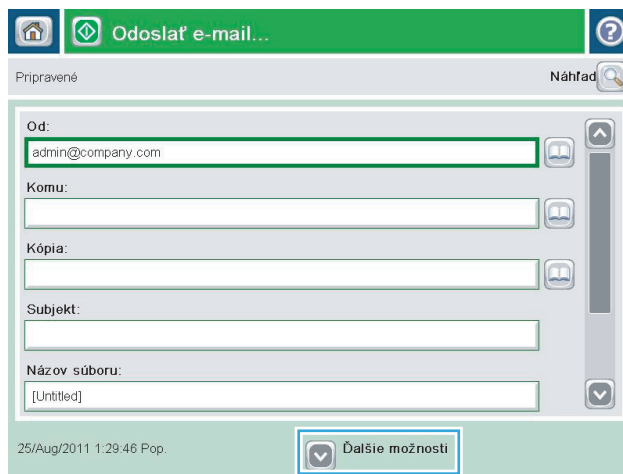 Odoslať e-mail...
Pripravené
Náhľad
Od:
admin@company.com
Komu:
Kópia:
Subjekt:
Názov súboru:
[Untitled]
25/Aug/2011 1:29:46 Pop.
Ďalšie možnosti